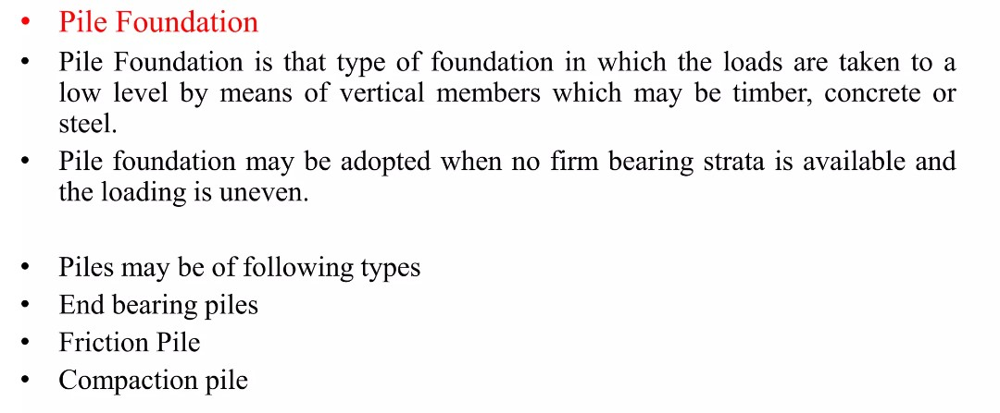 • Pile Foundation
• Pile Foundation is that type of foundation in which the loads are taken to a
low level by means of vertical members which may be timber, concrete or
steel.
• Pile foundation may be adopted when no firm bearing strata is available and
the loading is uneven.
• Piles may be of following types
• End bearing piles
• Friction Pile
• Compaction pile